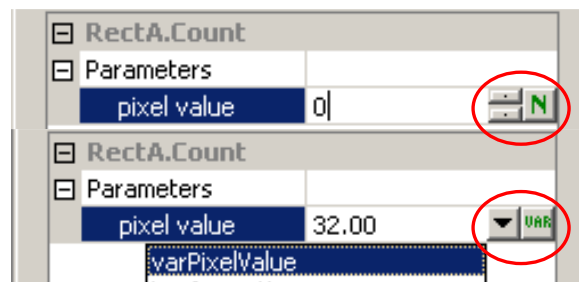 RectA.Count
Parameters
pixel value 0 N
RectA.Count
Parameters
pixel value 32.00 VAR
varPixelValue